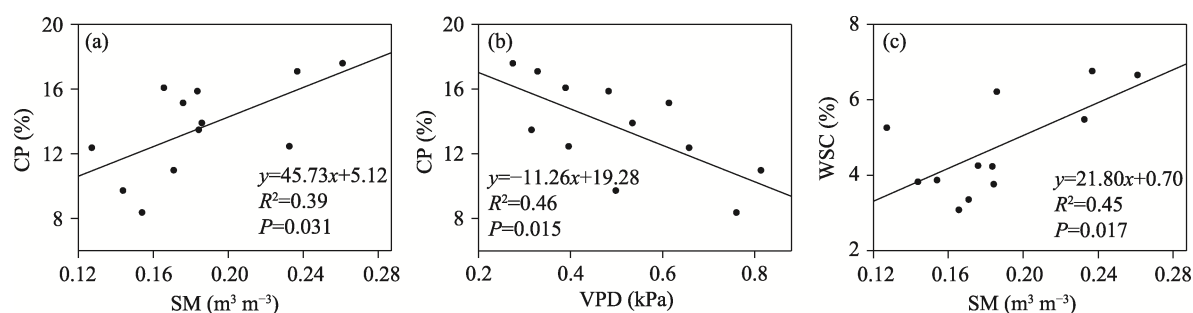 (a)
20
16
12
8
CP (%)
y=45.73x+5.12
R²=0.39
P=0.031
0.12 0.16 0.20 0.24 0.28
SM (m³ m⁻³)
(b)
20
16
12
8
CP (%)
y=−11.26x+19.28
R²=0.46
P=0.015
0.2 0.4 0.6 0.8
VPD (kPa)
(c)
8
6
4
2
WSC (%)
y=21.80x+0.70
R²=0.45
P=0.017
0.12 0.16 0.20 0.24 0.28
SM (m³ m⁻³)